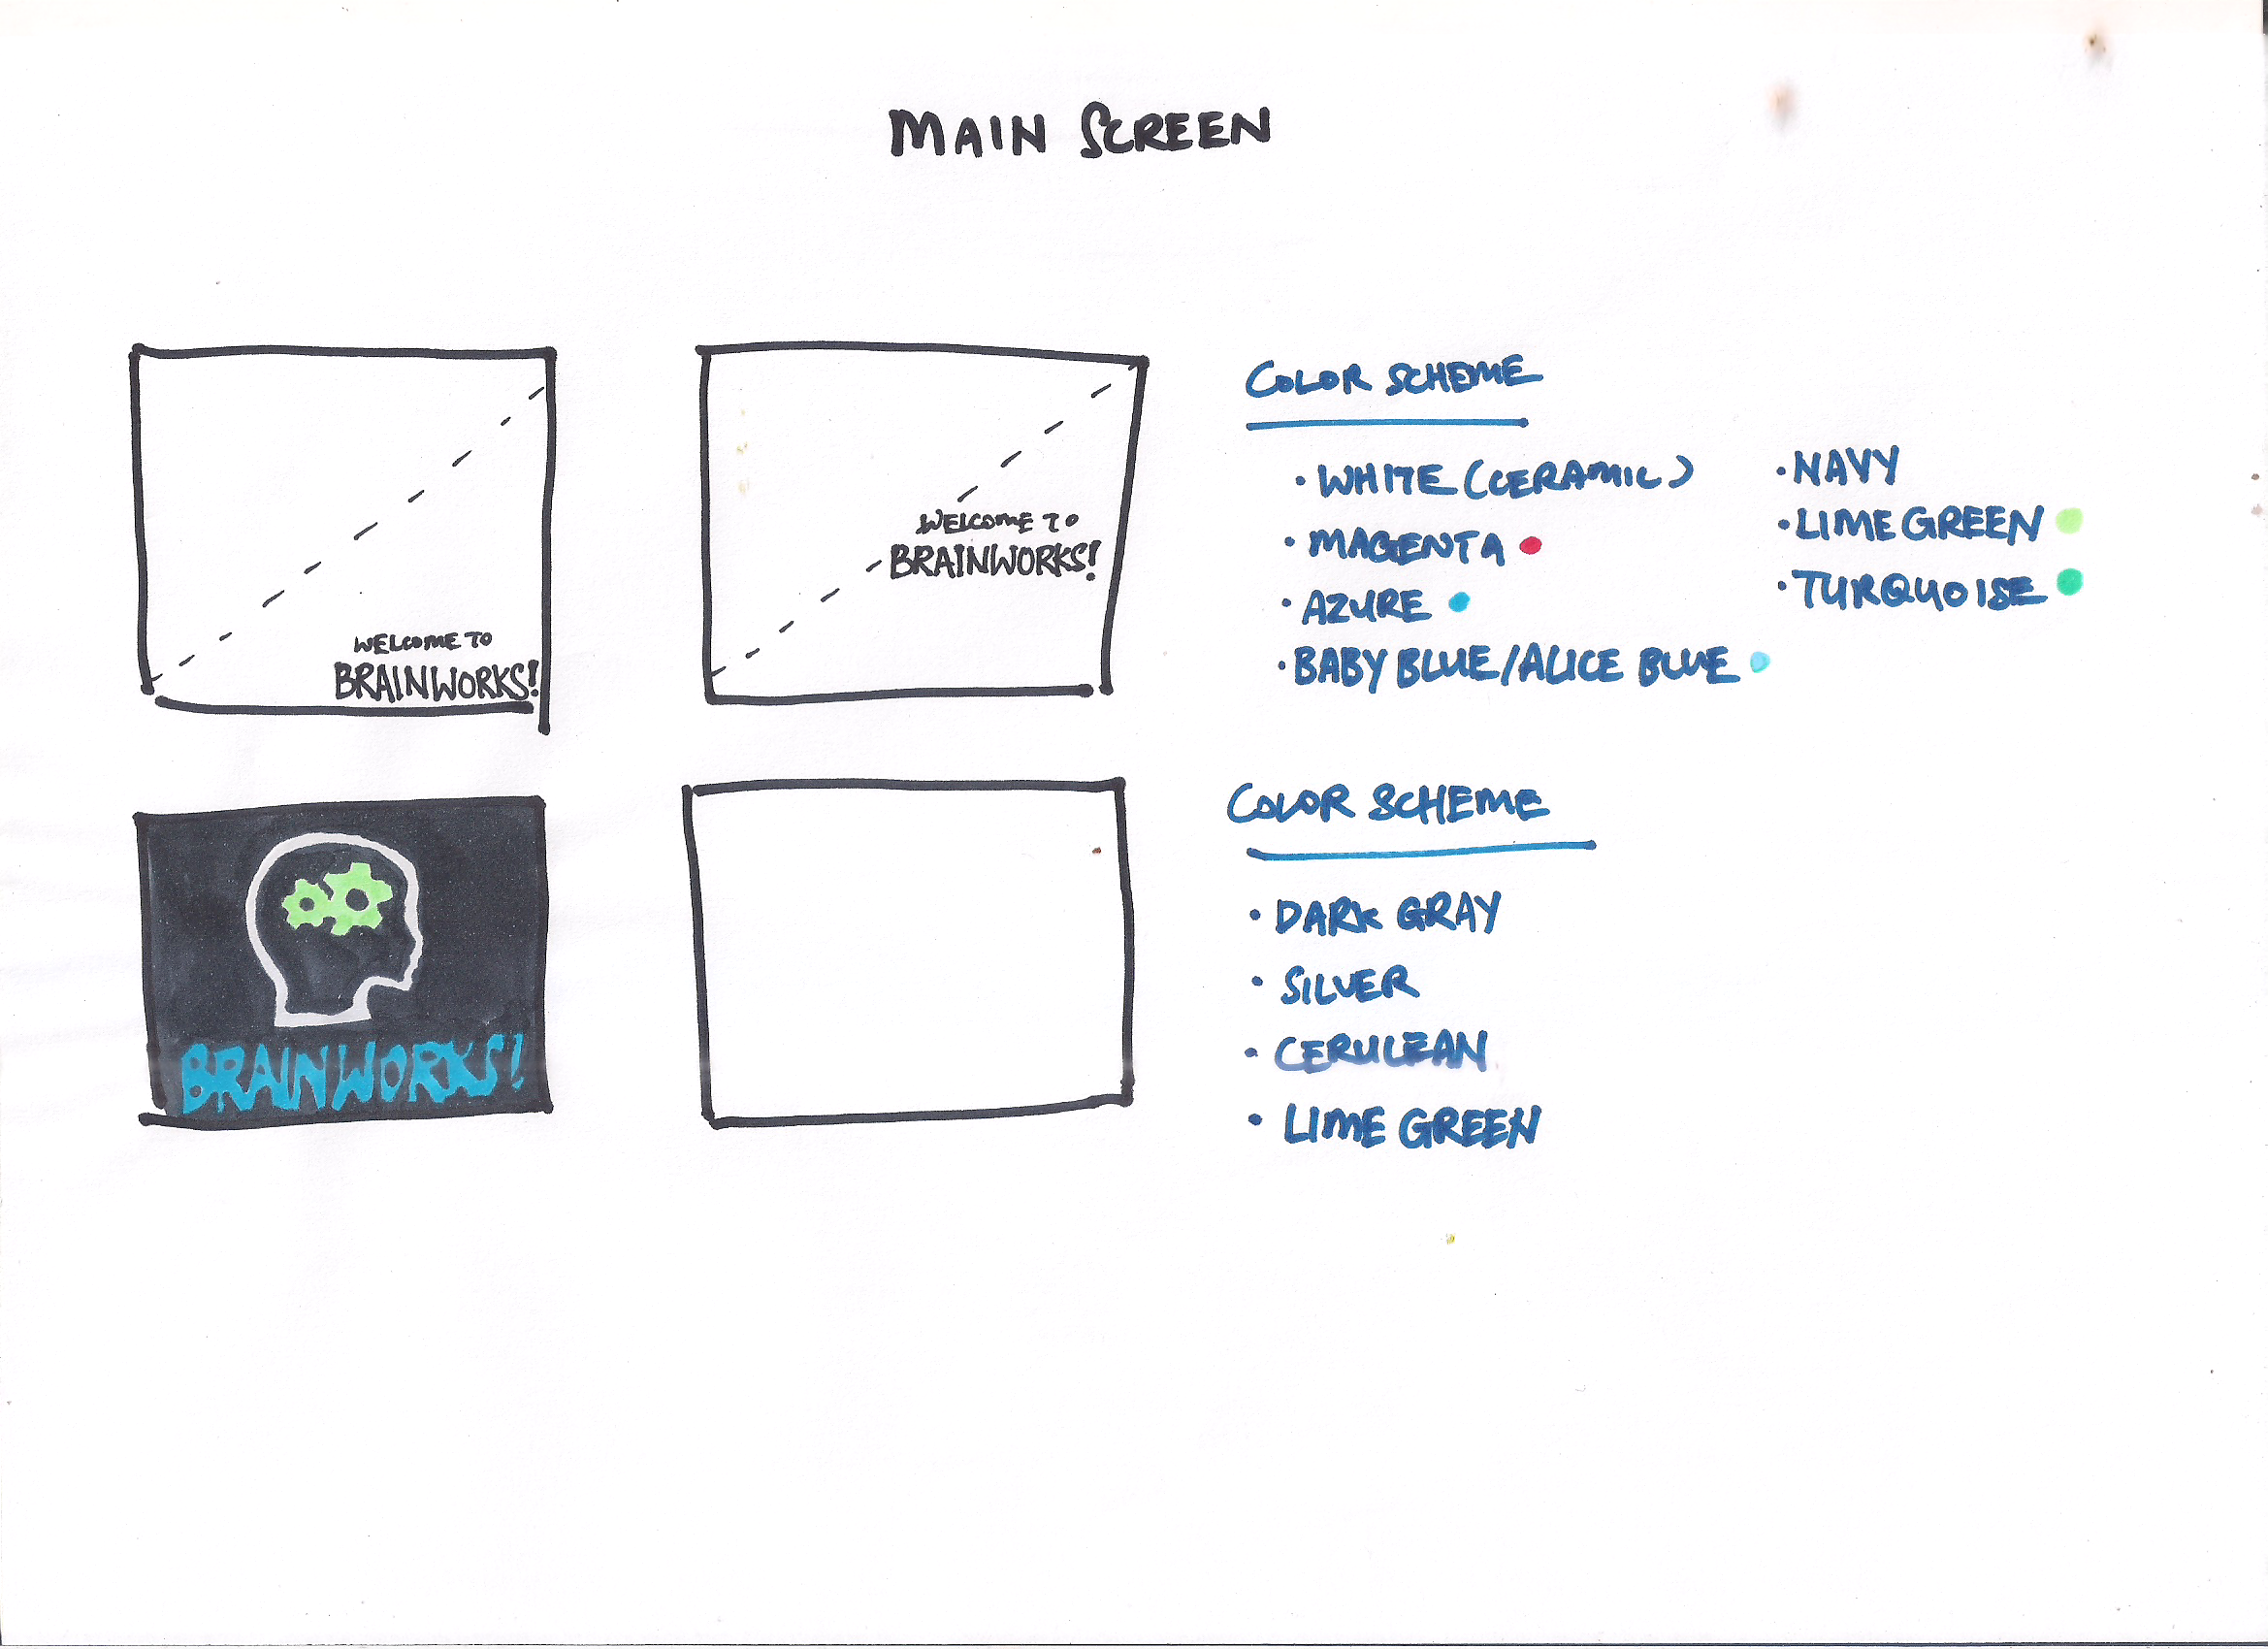 MAIN SCREEN
WELCOME TO
BRAINWORKS!
WELCOME TO
BRAINWORKS!
COLOR SCHEME
• WHITE (CERAMIC)
• MAGENTA
• AZURE
• BABY BLUE/ALICE BLUE
• NAVY
• LIME GREEN
• TURQUOISE
BRAINWORKS!
COLOR SCHEME
• DARK GRAY
• SILVER
• CERULEAN
• LIME GREEN